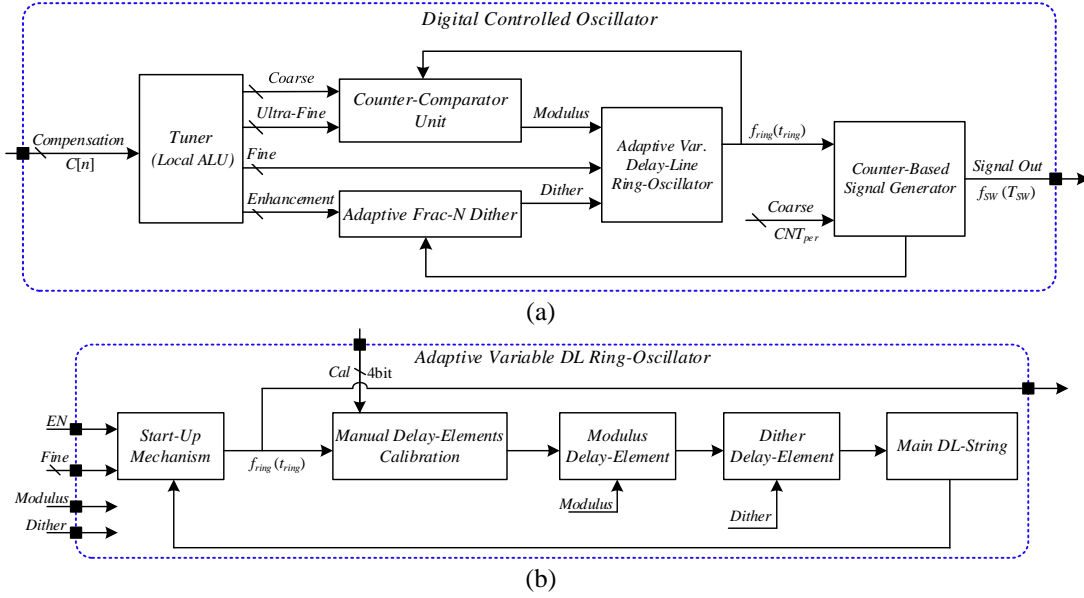 Digital Controlled Oscillator
Compensation
C[n]
Tuner
(Local ALU)
Coarse
Ultra-Fine
Fine
Enhancement
Counter-Comparator
Unit
Adaptive Frac-N Dither
Modulus
Dither
Adaptive Var.
Delay-Line
Ring-Oscillator
fring(tring)
Coarse
CNTper
Counter-Based
Signal Generator
Signal Out
fSW (TSW)
(a)
Adaptive Variable DL Ring-Oscillator
Cal
4bit
EN
Fine
Modulus
Dither
Start-Up
Mechanism
fring(tring)
Manual Delay-Elements
Calibration
Modulus
Delay-Element
Modulus
Dither
Delay-Element
Dither
Main DL-String
(b)